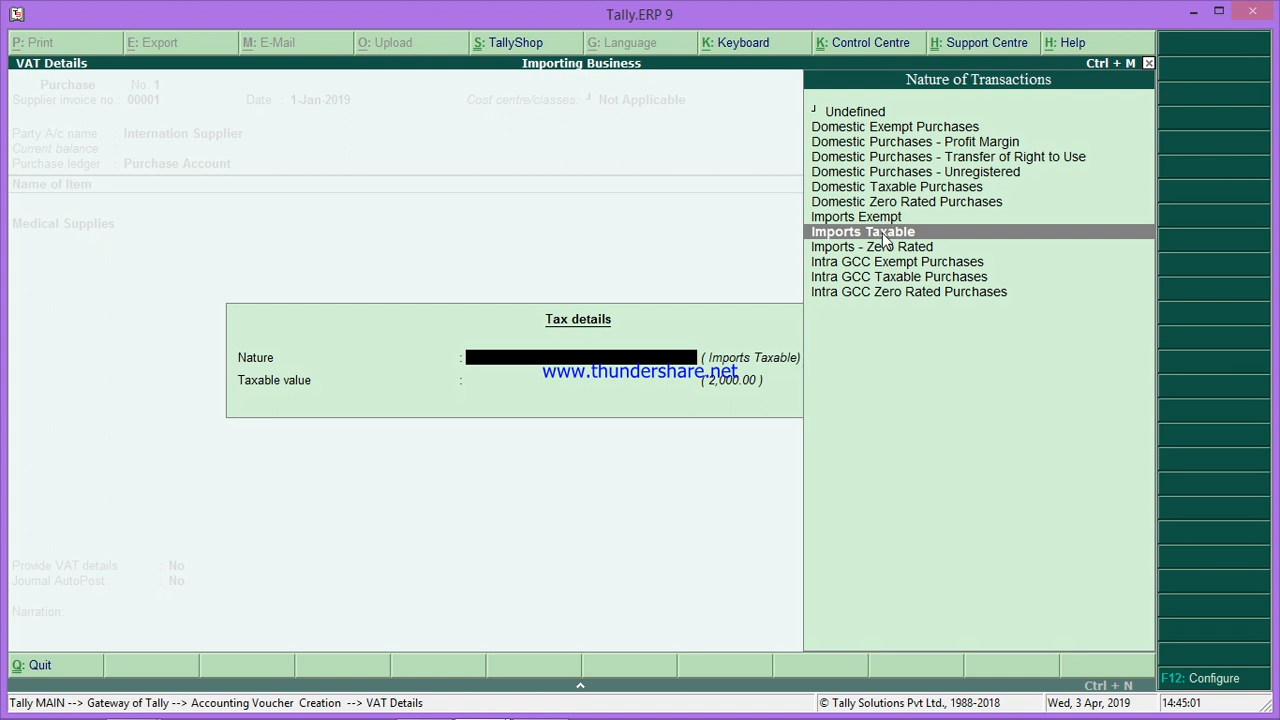 Tally.ERP 9
P: Print E: Export M: E-Mail O: Upload S: TallyShop G: Language K: Keyboard K: Control Centre H: Support Centre H: Help
VAT Details Importing Business Ctrl + M
Purchase No. 1
Supplier invoice no.: 00001 Date : 1-Jan-2019 Cost centre/classes: ┘ Not Applicable
Party A/c name : Internation Supplier
Current balance :
Purchase ledger : Purchase Account
Name of Item
Medical Supplies
Nature of Transactions
┘ Undefined
Domestic Exempt Purchases
Domestic Purchases - Profit Margin
Domestic Purchases - Transfer of Right to Use
Domestic Purchases - Unregistered
Domestic Taxable Purchases
Domestic Zero Rated Purchases
Imports Exempt
Imports Taxable
Imports - Zero Rated
Intra GCC Exempt Purchases
Intra GCC Taxable Purchases
Intra GCC Zero Rated Purchases
Tax details
Nature : ( Imports Taxable)
www.thundershare.net
Taxable value : ( 2,000.00 )
Provide VAT details : No
Journal AutoPost : No
Narration:
Q: Quit
F12: Configure
Ctrl + N
Tally MAIN --> Gateway of Tally --> Accounting Voucher Creation --> VAT Details © Tally Solutions Pvt Ltd., 1988-2018 Wed, 3 Apr, 2019 14:45:01